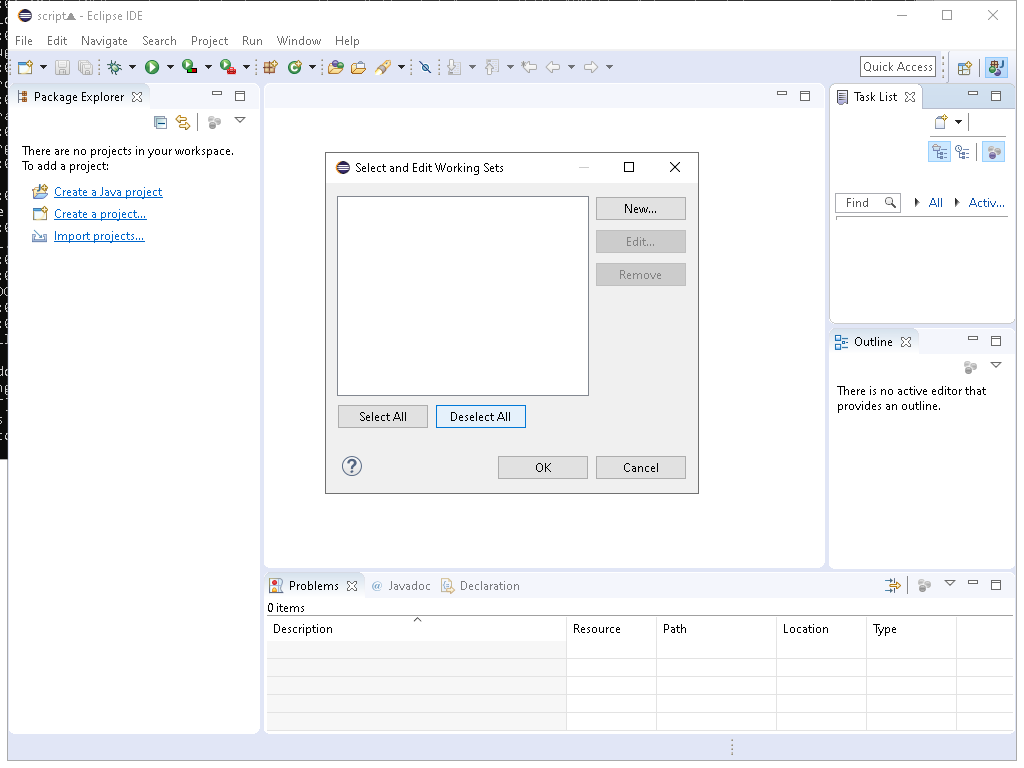 script▲ - Eclipse IDE
File Edit Navigate Search Project Run Window Help
Quick Access
Package Explorer
There are no projects in your workspace.
To add a project:
Create a Java project
Create a project...
Import projects...
Select and Edit Working Sets
New...
Edit...
Remove
Select All Deselect All
OK Cancel
Task List
Find All Activ...
Outline
There is no active editor that
provides an outline.
Problems @ Javadoc Declaration
0 items
Description Resource Path Location Type